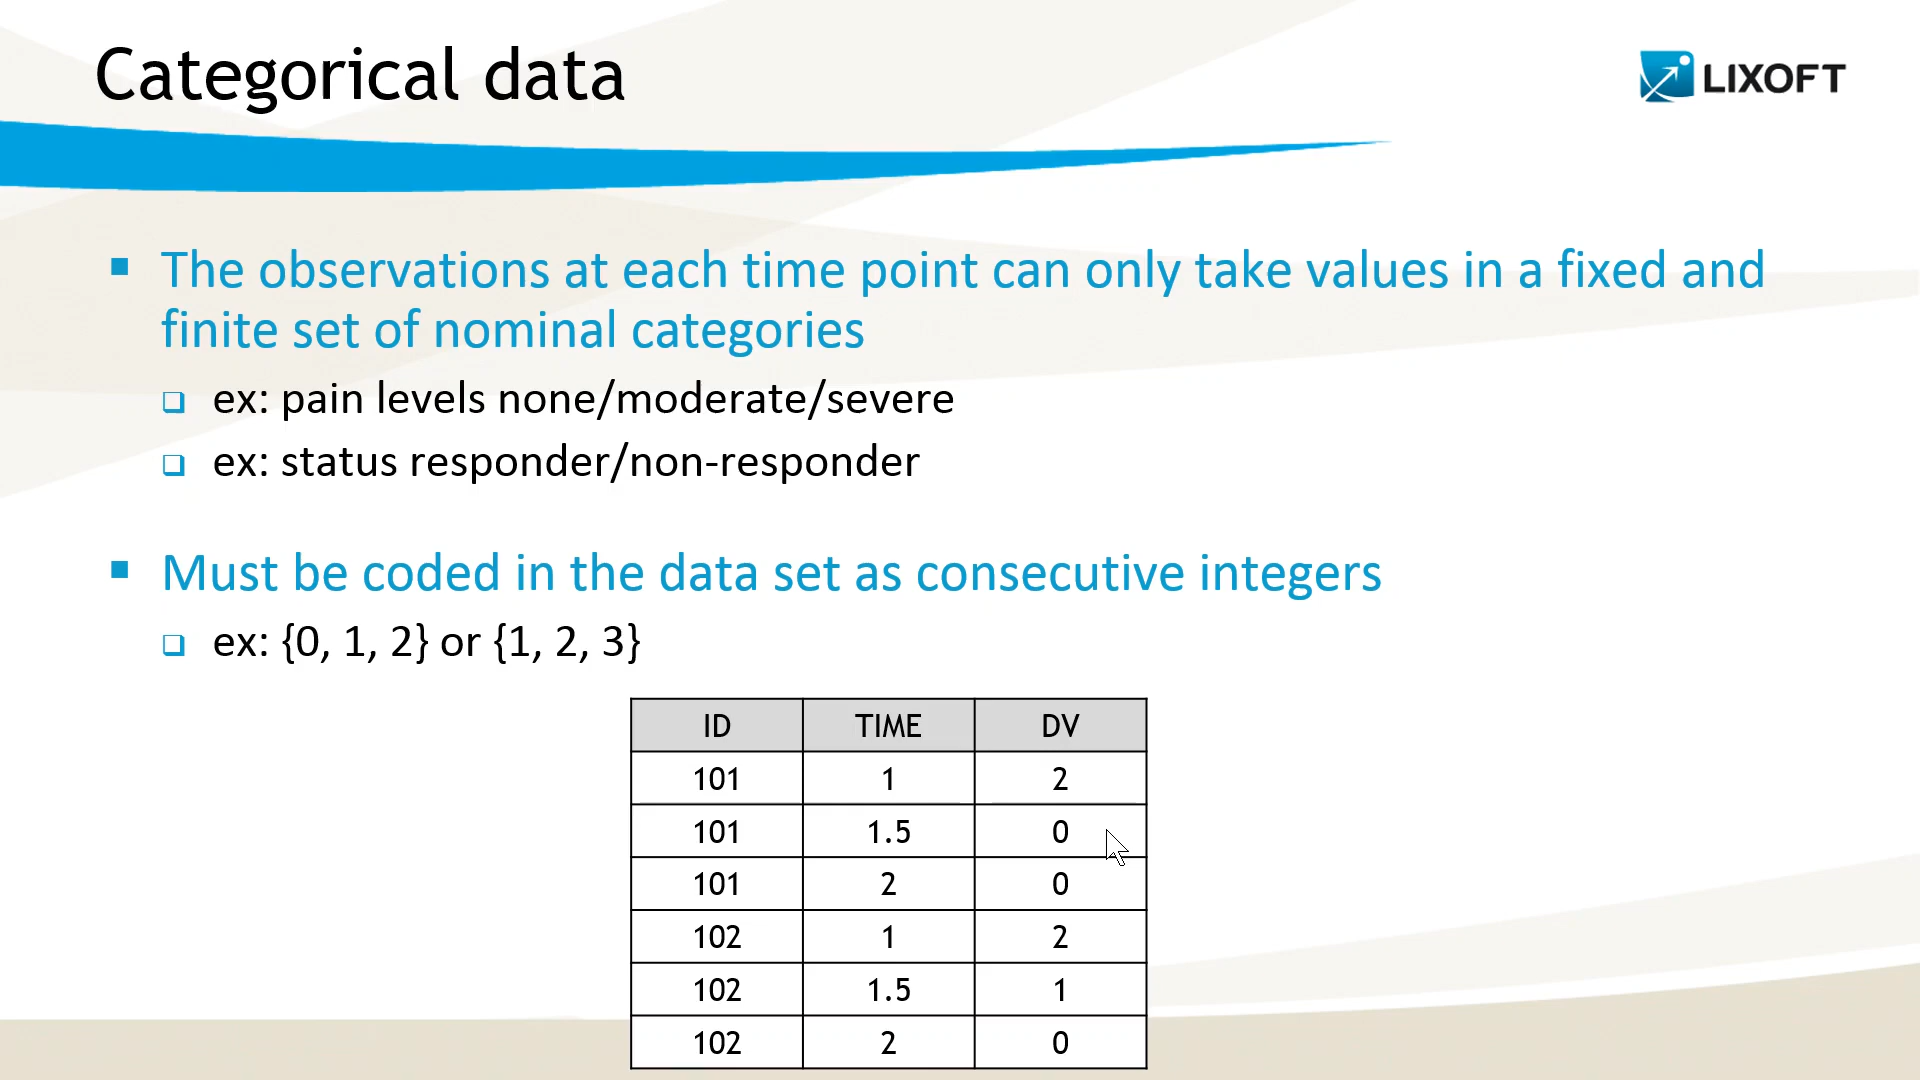 Categorical data
LIXOFT
The observations at each time point can only take values in a fixed and
finite set of nominal categories
ex: pain levels none/moderate/severe
ex: status responder/non-responder
Must be coded in the data set as consecutive integers
ex: {0, 1, 2} or {1, 2, 3}
ID TIME DV
101 1 2
101 1.5 0
101 2 0
102 1 2
102 1.5 1
102 2 0